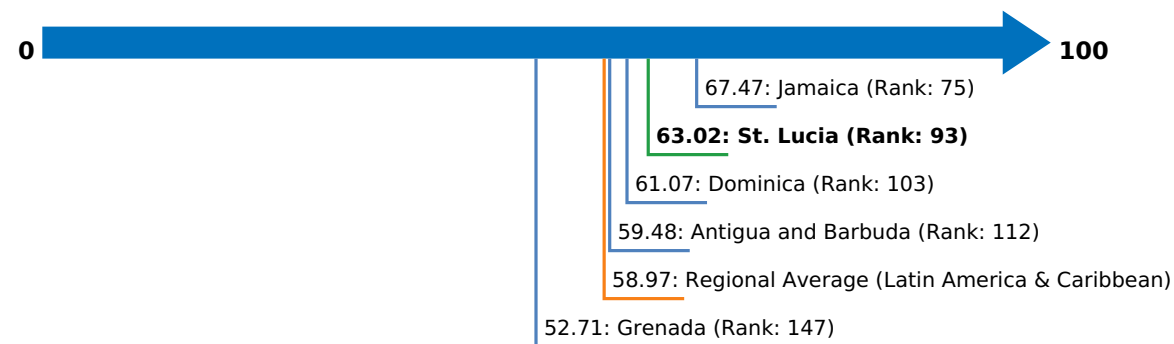 0
100
67.47: Jamaica (Rank: 75)
63.02: St. Lucia (Rank: 93)
61.07: Dominica (Rank: 103)
59.48: Antigua and Barbuda (Rank: 112)
58.97: Regional Average (Latin America & Caribbean)
52.71: Grenada (Rank: 147)